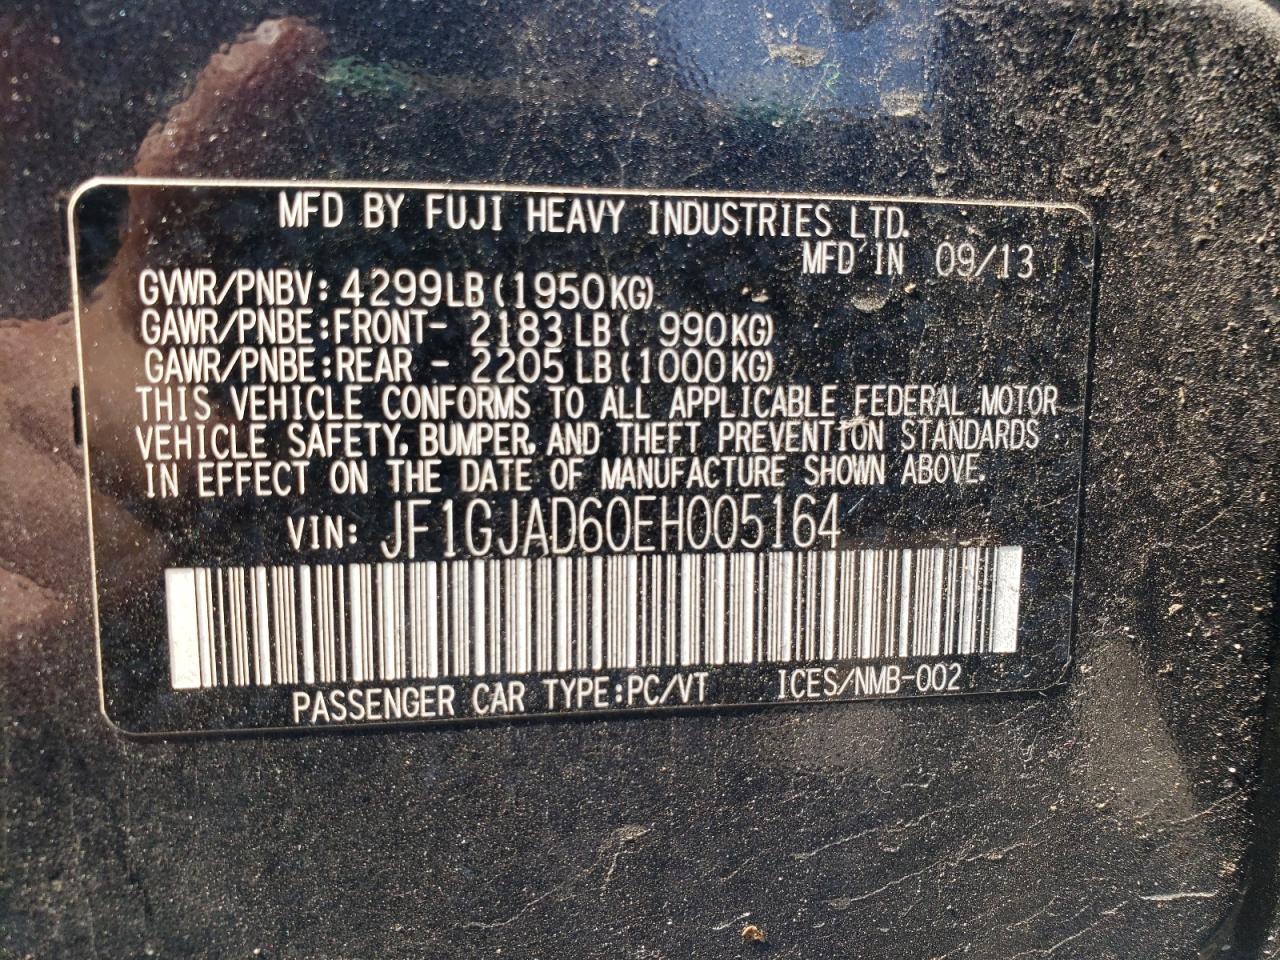 MFD BY FUJI HEAVY INDUSTRIES LTD.
MFD IN 09/13
GVWR/PNBV: 4299LB (1950KG)
GAWR/PNBE: FRONT- 2183 LB ( 990KG)
GAWR/PNBE: REAR - 2205 LB (1000KG)
THIS VEHICLE CONFORMS TO ALL APPLICABLE FEDERAL MOTOR
VEHICLE SAFETY, BUMPER, AND THEFT PREVENTION STANDARDS
IN EFFECT ON THE DATE OF MANUFACTURE SHOWN ABOVE.
VIN: JF1GJAD60EH005164
PASSENGER CAR TYPE: PC/VT ICES/NMB-002